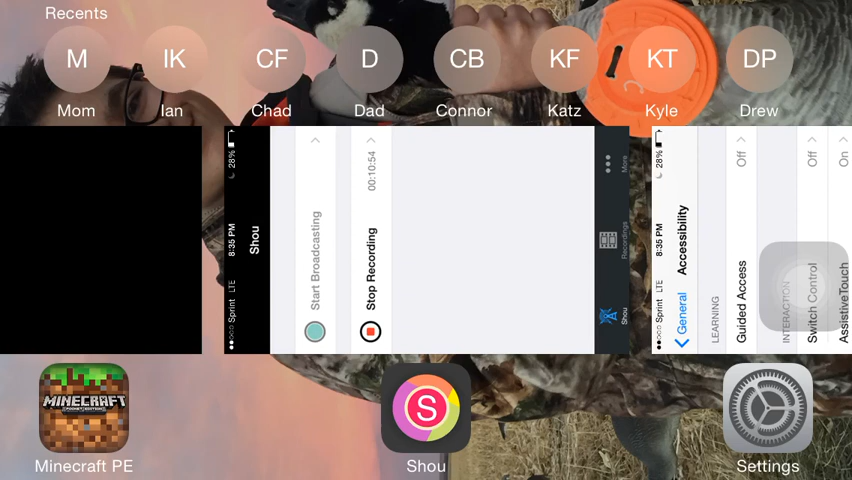 Recents
M
IK
CF
D
CB
KF
KT
DP
Mom
Ian
Chad
Dad
Connor
Katz
Kyle
Drew
Sprint LTE
8:35 PM
28%
Shou
Start Broadcasting
Stop Recording
00:10:54
Shou
Recordings
More
Sprint LTE
8:35 PM
28%
General
Accessibility
LEARNING
Guided Access
Off
INTERACTION
Switch Control
Off
AssistiveTouch
On
MINECRAFT
POCKET EDITION
S
Minecraft PE
Shou
Settings